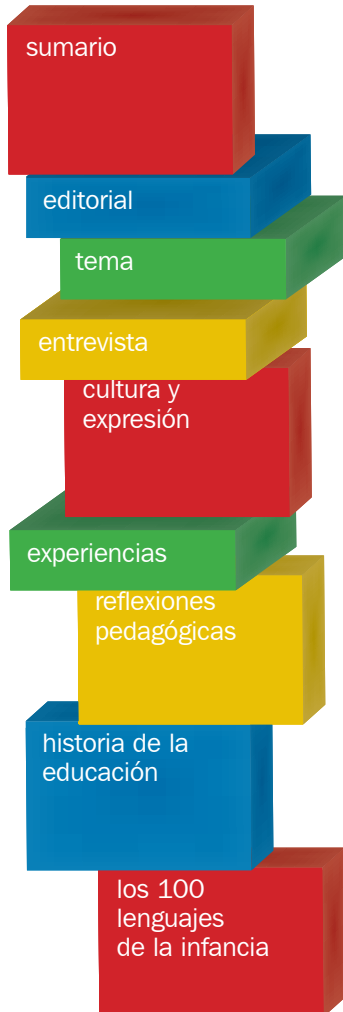 sumario
editorial
tema
entrevista
cultura y
expresión
experiencias
reflexiones
pedagógicas
historia de la
educación
los 100
lenguajes
de la infancia